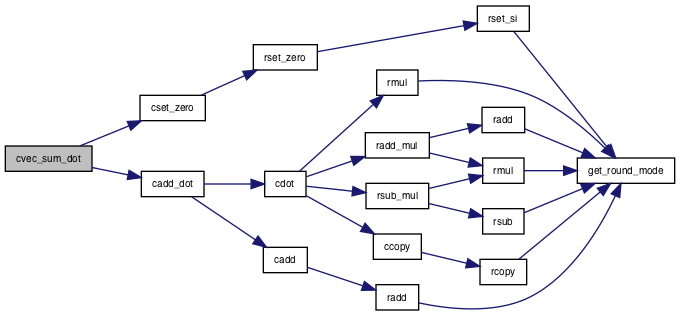 rset_si
rset_zero
rmul
cset_zero
radd
radd_mul
cvec_sum_dot
rmul
get_round_mode
cadd_dot
cdot
rsub_mul
rsub
ccopy
cadd
rcopy
radd